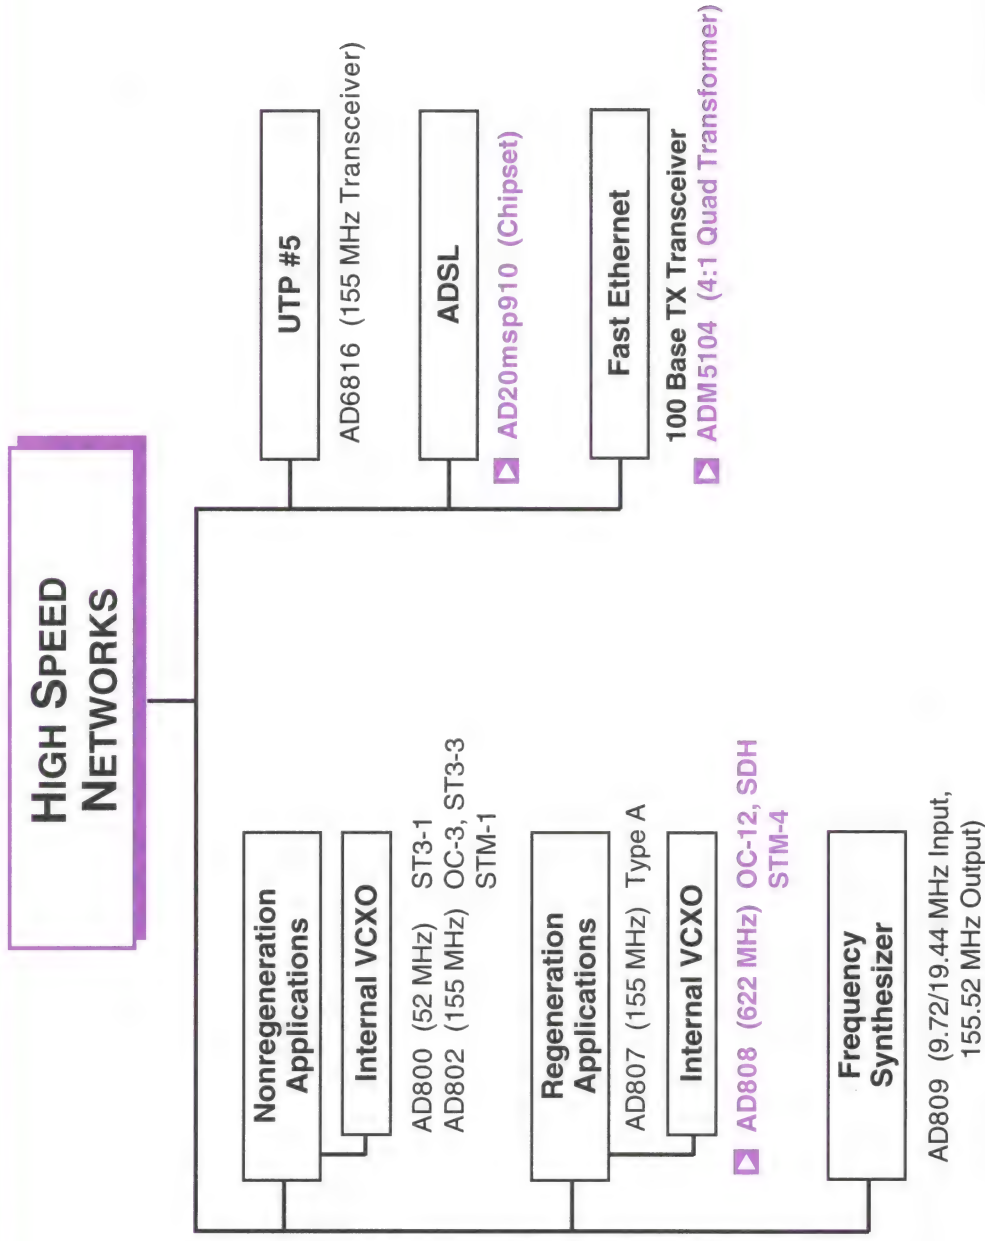 HIGH SPEED
NETWORKS
Nonregeneration
Applications
Internal VCXO
AD800 (52 MHz) ST3-1
AD802 (155 MHz) OC-3, ST3-3
STM-1
Regeneration
Applications
AD807 (155 MHz) Type A
Internal VCXO
AD808 (622 MHz) OC-12, SDH
STM-4
Frequency
Synthesizer
AD809 (9.72/19.44 MHz Input,
155.52 MHz Output)
UTP #5
AD6816 (155 MHz Transceiver)
ADSL
AD20msp910 (Chipset)
Fast Ethernet
100 Base TX Transceiver
ADM5104 (4:1 Quad Transformer)